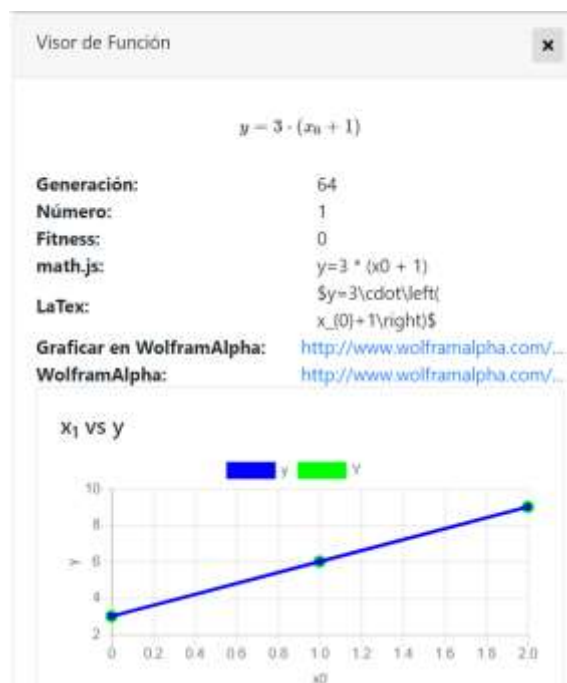 Visor de Función ×
y = 3 · (x₀ + 1)
Generación: 64
Número: 1
Fitness: 0
math.js: y=3 * (x0 + 1)
LaTex: $y=3\cdot\left(
x_{0}+1\right)$
Graficar en WolframAlpha: http://www.wolframalpha.com/...
WolframAlpha: http://www.wolframalpha.com/...
x₁ vs y
y Y
10
8
6
4
2
y
0 0.2 0.4 0.6 0.8 1.0 1.2 1.4 1.6 1.8 2.0
x0